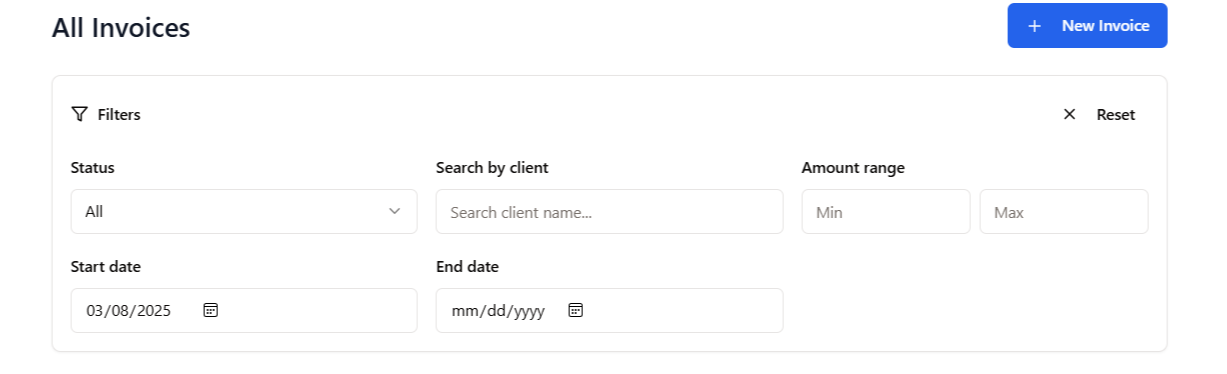 All Invoices
New Invoice
Filters
Reset
Status
Search by client
Amount range
All
Search client name...
Min
Max
Start date
End date
03/08/2025
mm/dd/yyyy